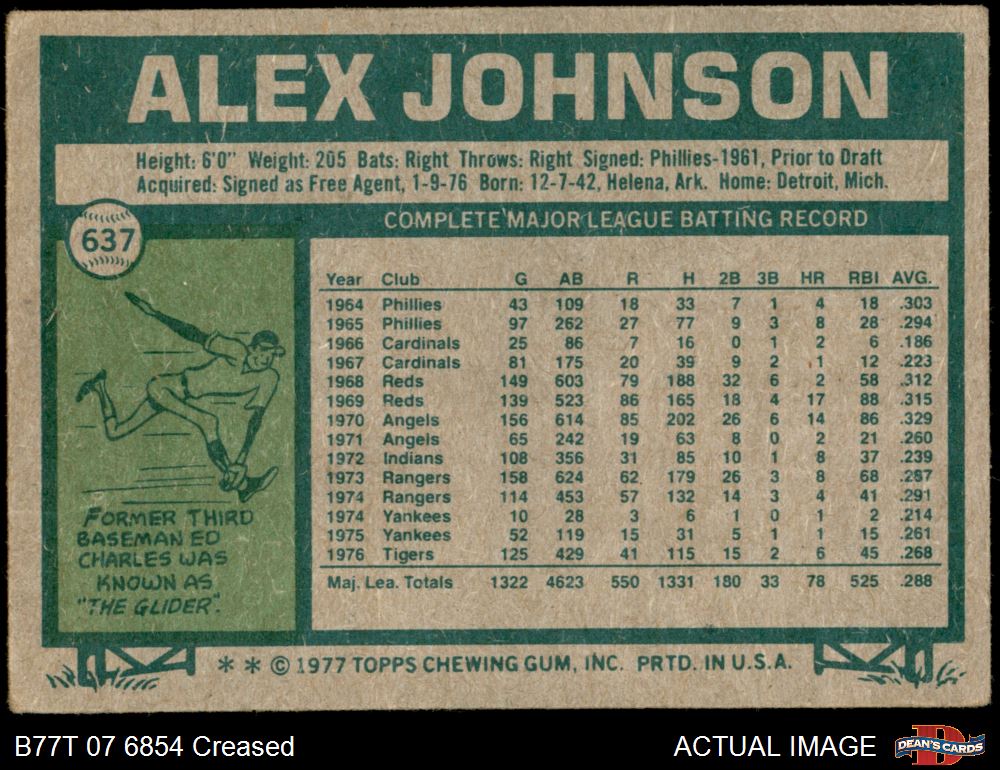 ALEX JOHNSON
Height: 6'0" Weight: 205 Bats: Right Throws: Right Signed: Phillies-1961, Prior to Draft
Acquired: Signed as Free Agent, 1-9-76 Born: 12-7-42, Helena, Ark. Home: Detroit, Mich.
637
COMPLETE MAJOR LEAGUE BATTING RECORD
Year Club G AB R H 2B 3B HR RBI AVG.
1964 Phillies 43 109 18 33 7 1 4 18 .303
1965 Phillies 97 262 27 77 9 3 8 28 .294
1966 Cardinals 25 86 7 16 0 1 2 6 .186
1967 Cardinals 81 175 20 39 9 2 1 12 .223
1968 Reds 149 603 79 188 32 6 2 58 .312
1969 Reds 139 523 86 165 18 4 17 88 .315
1970 Angels 156 614 85 202 26 6 14 86 .329
1971 Angels 65 242 19 63 8 0 2 21 .260
1972 Indians 108 356 31 85 10 1 8 37 .239
1973 Rangers 158 624 62 179 26 3 8 68 .287
1974 Rangers 114 453 57 132 14 3 4 41 .291
1974 Yankees 10 28 3 6 1 0 1 2 .214
1975 Yankees 52 119 15 31 5 1 1 15 .261
1976 Tigers 125 429 41 115 15 2 6 45 .268
Maj. Lea. Totals 1322 4623 550 1331 180 33 78 525 .288
FORMER THIRD
BASEMAN ED
CHARLES WAS
KNOWN AS
"THE GLIDER".
* * © 1977 TOPPS CHEWING GUM, INC. PRTD. IN U.S.A.
B77T 07 6854 Creased
ACTUAL IMAGE
DEAN'S CARDS